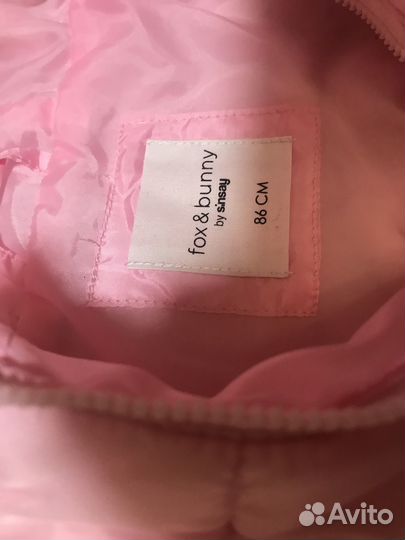 fox & bunny
by sinsay
86 CM
Avito